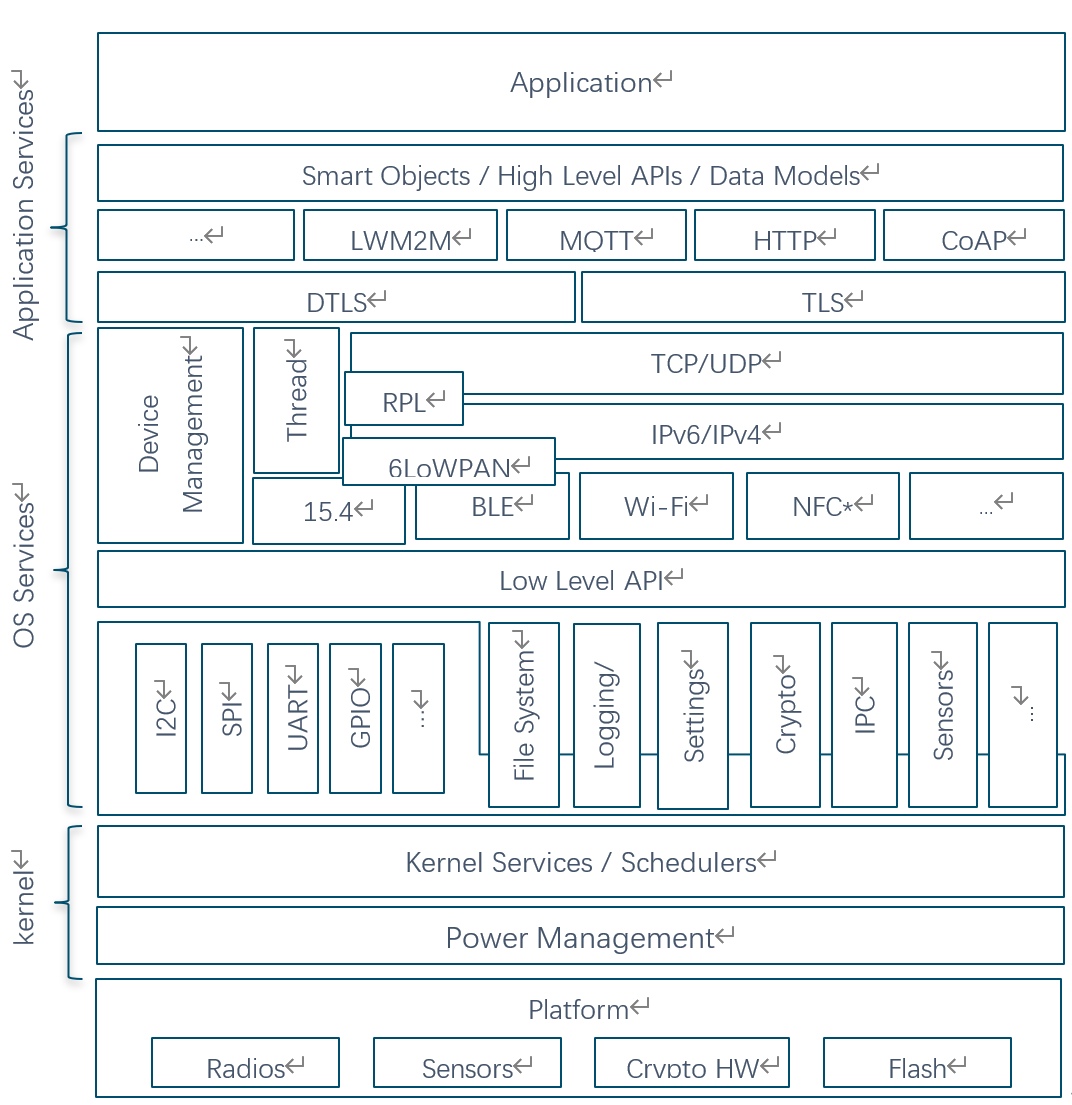 Application
Application Services
Smart Objects / High Level APIs / Data Models
...
LWM2M
MQTT
HTTP
CoAP
DTLS
TLS
OS Services
Device
Management
Thread
TCP/UDP
RPL
IPv6/IPv4
6LoWPAN
15.4
BLE
Wi-Fi
NFC*
...
Low Level API
I2C
SPI
UART
GPIO
...
File System
Logging/
Settings
Crypto
IPC
Sensors
...
kernel
Kernel Services / Schedulers
Power Management
Platform
Radios
Sensors
Crypto HW
Flash